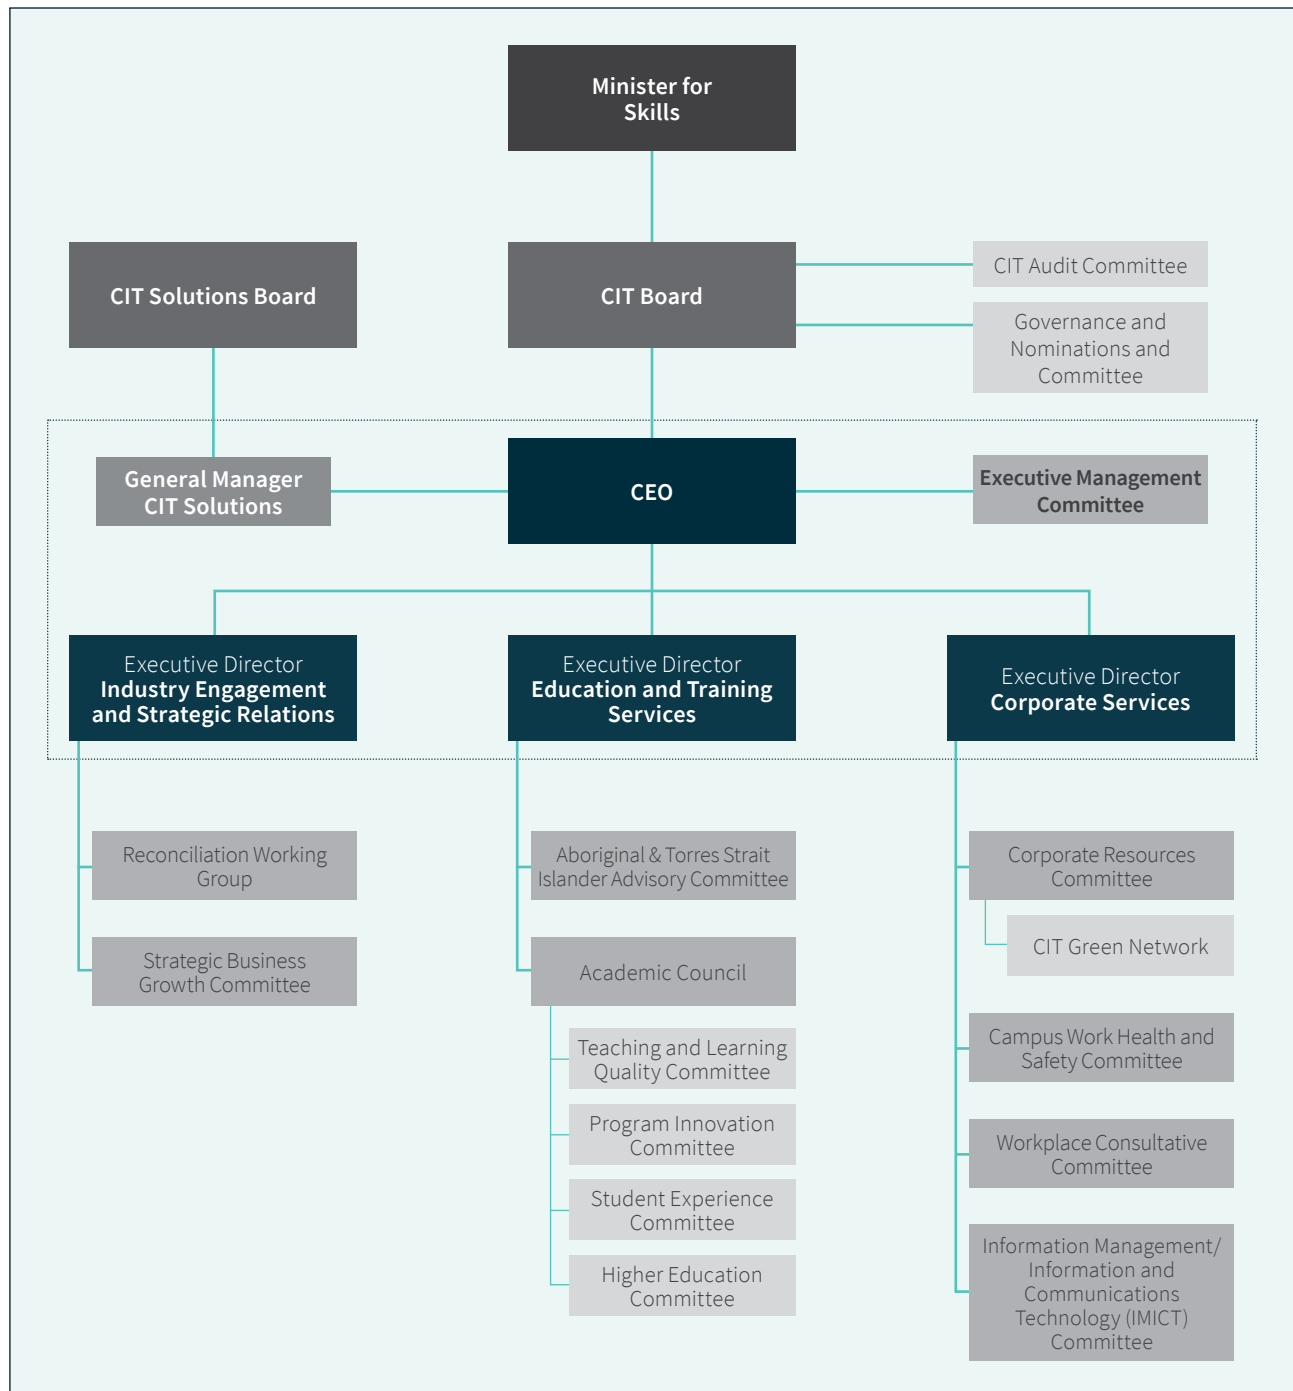 Minister for
Skills
CIT Solutions Board
CIT Board
CIT Audit Committee
Governance and
Nominations and
Committee
General Manager
CIT Solutions
CEO
Executive Management
Committee
Executive Director
Industry Engagement
and Strategic Relations
Executive Director
Education and Training
Services
Executive Director
Corporate Services
Reconciliation Working
Group
Strategic Business
Growth Committee
Aboriginal & Torres Strait
Islander Advisory Committee
Academic Council
Teaching and Learning
Quality Committee
Program Innovation
Committee
Student Experience
Committee
Higher Education
Committee
Corporate Resources
Committee
CIT Green Network
Campus Work Health and
Safety Committee
Workplace Consultative
Committee
Information Management/
Information and
Communications
Technology (IMICT)
Committee